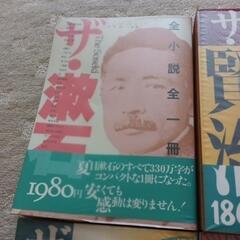 ザ・漱石
全小説全一冊
夏目漱石のすべて330万字が
コンパクトな1冊になった。
1980円
安くても
感動は変りません!
ザ・賢治